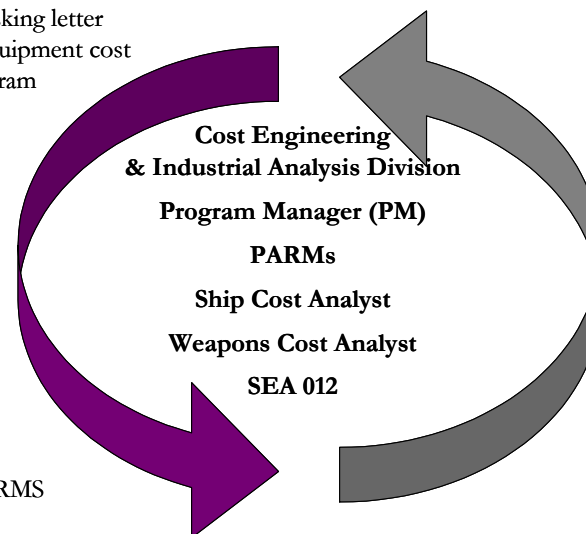 king letter
uipment cost
ram
Cost Engineering
& Industrial Analysis Division
Program Manager (PM)
PARMs
Ship Cost Analyst
Weapons Cost Analyst
SEA 012
RMS